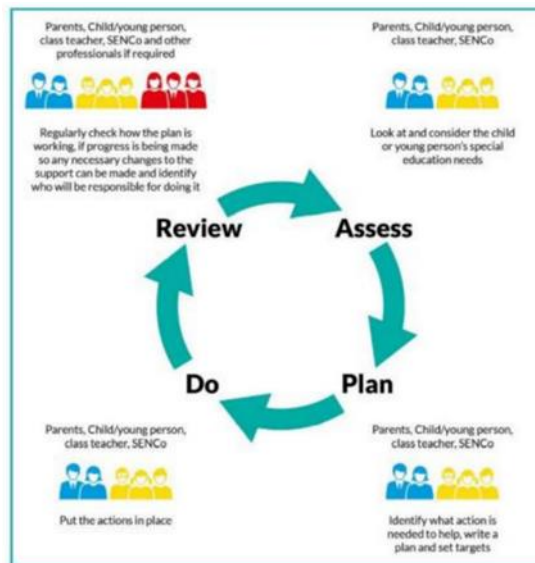 Parents, Child/young person,
class teacher, SENCo and other
professionals if required
Regularly check how the plan is
working, if progress is being made
so any necessary changes to the
support can be made and identify
who will be responsible for doing it
Parents, Child/young person,
class teacher, SENCo
Look at and consider the child
or young person's special
education needs
Review
Assess
Do
Plan
Parents, Child/young person,
class teacher, SENCo
Put the actions in place
Parents, Child/young person,
class teacher, SENCo
Identify what action is
needed to help, write a
plan and set targets